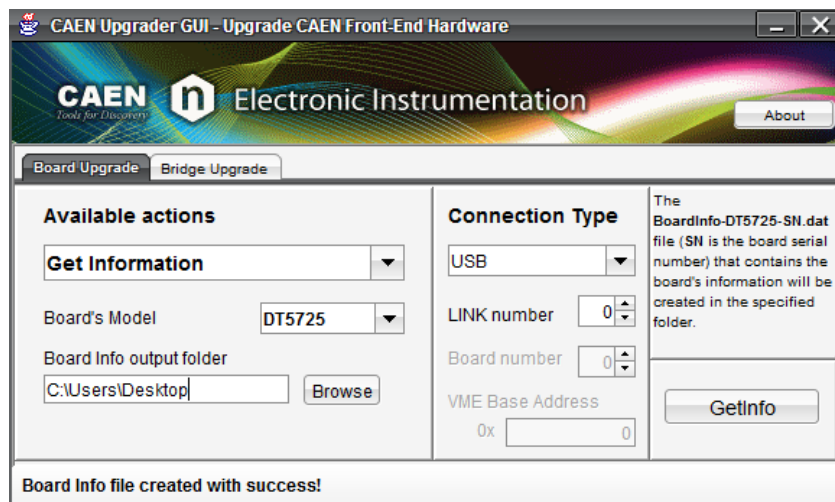 CAEN Upgrader GUI - Upgrade CAEN Front-End Hardware
CAEN
Tools for Discovery
n
Electronic Instrumentation
About
Board Upgrade
Bridge Upgrade
Available actions
Get Information
Board's Model
DT5725
Board Info output folder
C:\Users\Desktop
Browse
Connection Type
USB
LINK number
0
Board number
0
VME Base Address
0x
0
The
BoardInfo-DT5725-SN.dat
file (SN is the board serial
number) that contains the
board's information will be
created in the specified
folder.
GetInfo
Board Info file created with success!